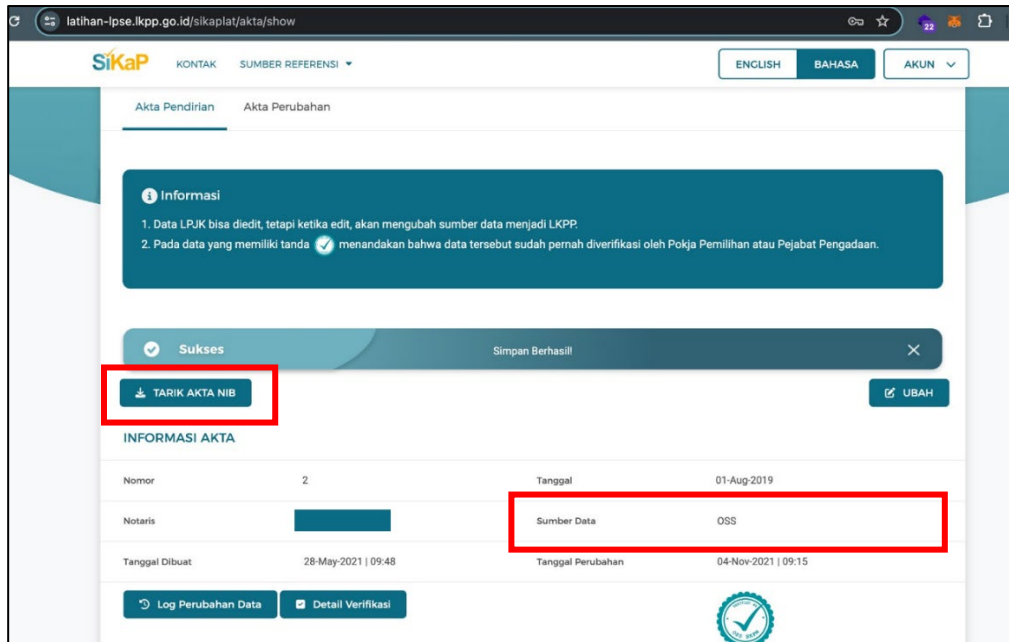 latihan-lpse.lkpp.go.id/sikaplat/akta/show
22
SiKaP KONTAK SUMBER REFERENSI ENGLISH BAHASA AKUN
Akta Pendirian Akta Perubahan
Informasi
1. Data LPJK bisa diedit, tetapi ketika edit, akan mengubah sumber data menjadi LKPP.
2. Pada data yang memiliki tanda menandakan bahwa data tersebut sudah pernah diverifikasi oleh Pokja Pemilihan atau Pejabat Pengadaan.
Sukses Simpan Berhasil!
TARIK AKTA NIB UBAH
INFORMASI AKTA
Nomor 2 Tanggal 01-Aug-2019
Notaris Sumber Data OSS
Tanggal Dibuat 28-May-2021 | 09:48 Tanggal Perubahan 04-Nov-2021 | 09:15
Log Perubahan Data Detail Verifikasi